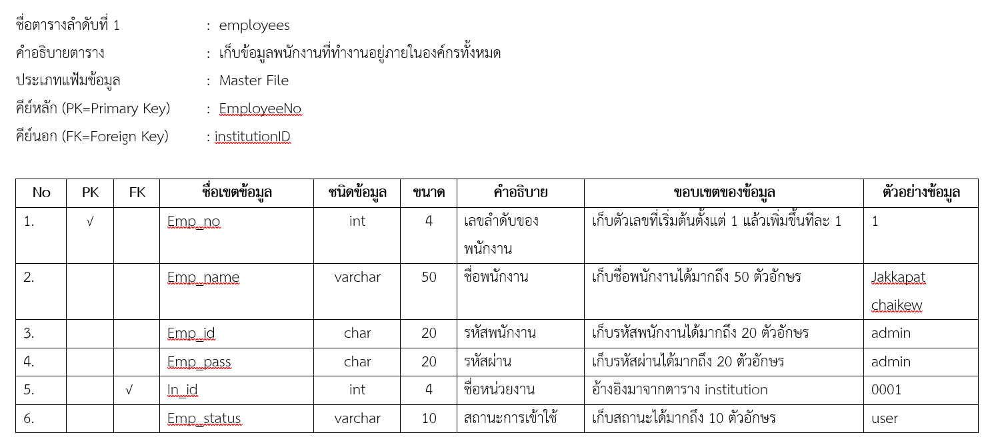 ชื่อตารางลำดับที่ 1 : employees
คำอธิบายตาราง : เก็บข้อมูลพนักงานที่ทำงานอยู่ภายในองค์กรทั้งหมด
ประเภทแฟ้มข้อมูล : Master File
คีย์หลัก (PK=Primary Key) : EmployeeNo
คีย์นอก (FK=Foreign Key) : institutionID
No PK FK ชื่อเขตข้อมูล ชนิดข้อมูล ขนาด คำอธิบาย ขอบเขตของข้อมูล ตัวอย่างข้อมูล
1. √ Emp_no int 4 เลขลำดับของ เก็บตัวเลขที่เริ่มต้นตั้งแต่ 1 แล้วเพิ่มขึ้นทีละ 1 1
พนักงาน
2. Emp_name varchar 50 ชื่อพนักงาน เก็บชื่อพนักงานได้มากถึง 50 ตัวอักษร Jakkapat
chaikew
3. Emp_id char 20 รหัสพนักงาน เก็บรหัสพนักงานได้มากถึง 20 ตัวอักษร admin
4. Emp_pass char 20 รหัสผ่าน เก็บรหัสผ่านได้มากถึง 20 ตัวอักษร admin
5. √ In_id int 4 ชื่อหน่วยงาน อ้างอิงมาจากตาราง institution 0001
6. Emp_status varchar 10 สถานะการเข้าใช้ เก็บสถานะได้มากถึง 10 ตัวอักษร user